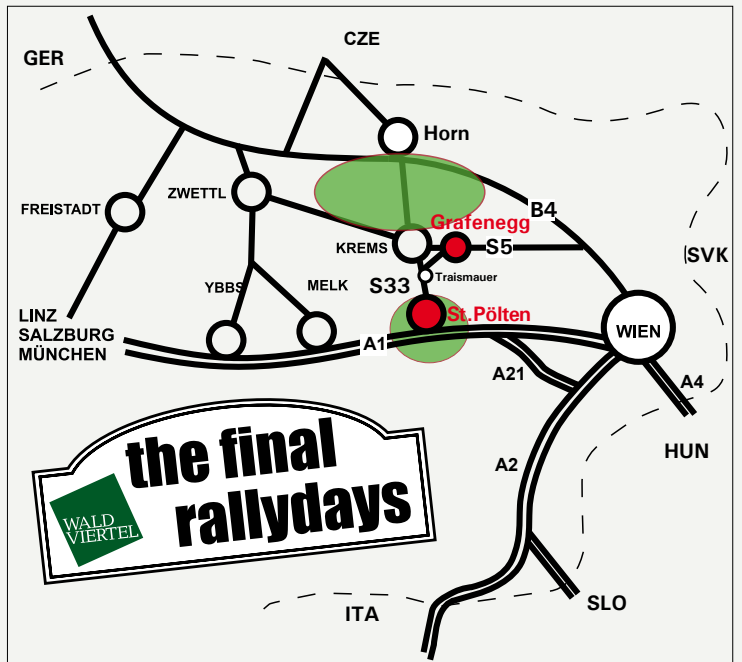 CZE
GER
Horn
ZWETTL
FREISTADT
B4
Grafenegg
KREMS
S5
SVK
Traismauer
S33
YBBS
MELK
St.Pölten
LINZ
SALZBURG
MÜNCHEN
WIEN
A1
A21
A4
A2
HUN
the final
rallydays
WALD
VIERTEL
SLO
ITA